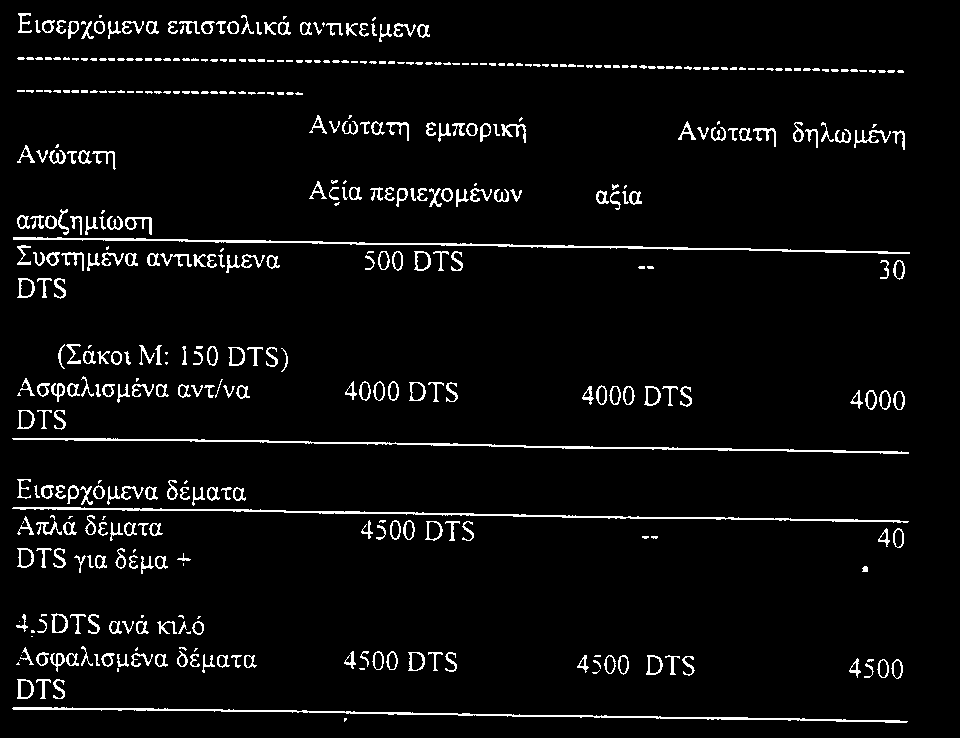 Εισερχόμενα επιστολικά αντικείμενα
--------------------------------------------------------------------------------
------------------------------
Ανώτατη εμπορική Ανώτατη δηλωμένη
Ανώτατη
Αξία περιεχομένων αξία
αποζημίωση
Συστημένα αντικείμενα 500 DTS -- 30
DTS
(Σάκοι Μ: 150 DTS)
Ασφαλισμένα αντ/να 4000 DTS 4000 DTS 4000
DTS
Εισερχόμενα δέματα
Απλά δέματα 4500 DTS -- 40
DTS για δέμα +
4,5DTS ανά κιλό
Ασφαλισμένα δέματα 4500 DTS 4500 DTS 4500
DTS